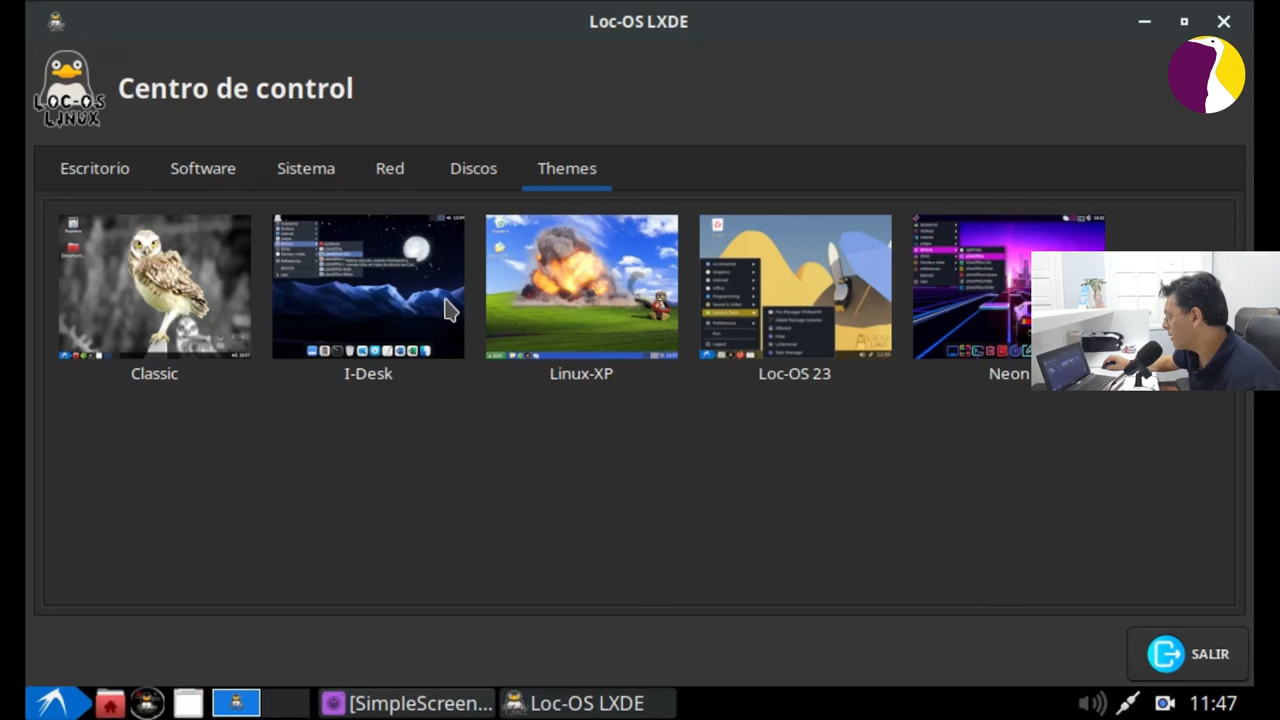 Loc-OS LXDE
LOC-OS
LINUX
Centro de control
Escritorio
Software
Sistema
Red
Discos
Themes
Classic
I-Desk
Linux-XP
Loc-OS 23
Neon
SALIR
[SimpleScreen...
Loc-OS LXDE
11:47